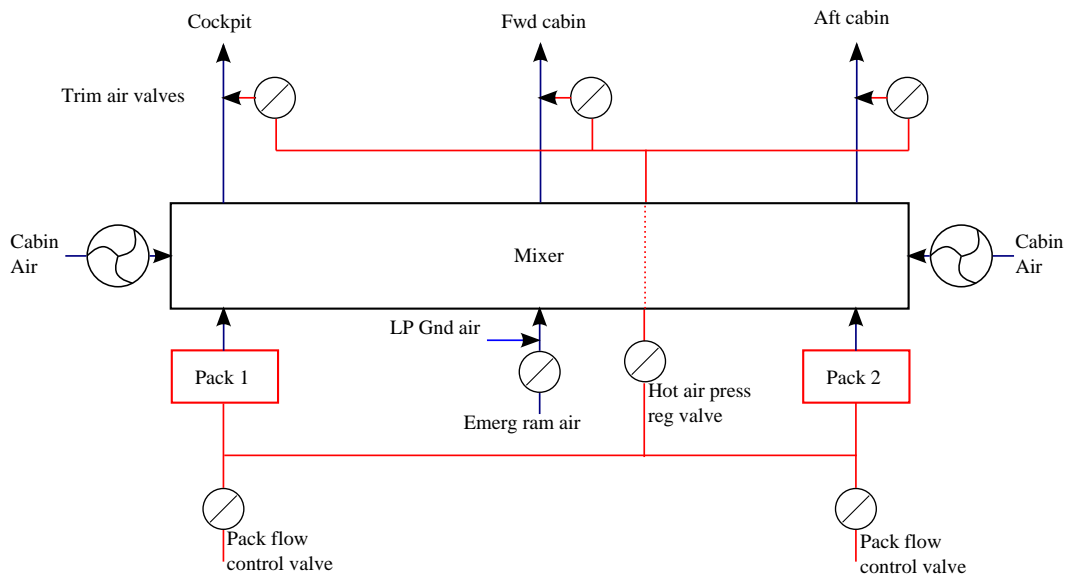 Cockpit
Fwd cabin
Aft cabin
Trim air valves
Cabin
Air
Mixer
Cabin
Air
LP Gnd air
Pack 1
Pack 2
Hot air press
reg valve
Emerg ram air
Pack flow
control valve
Pack flow
control valve